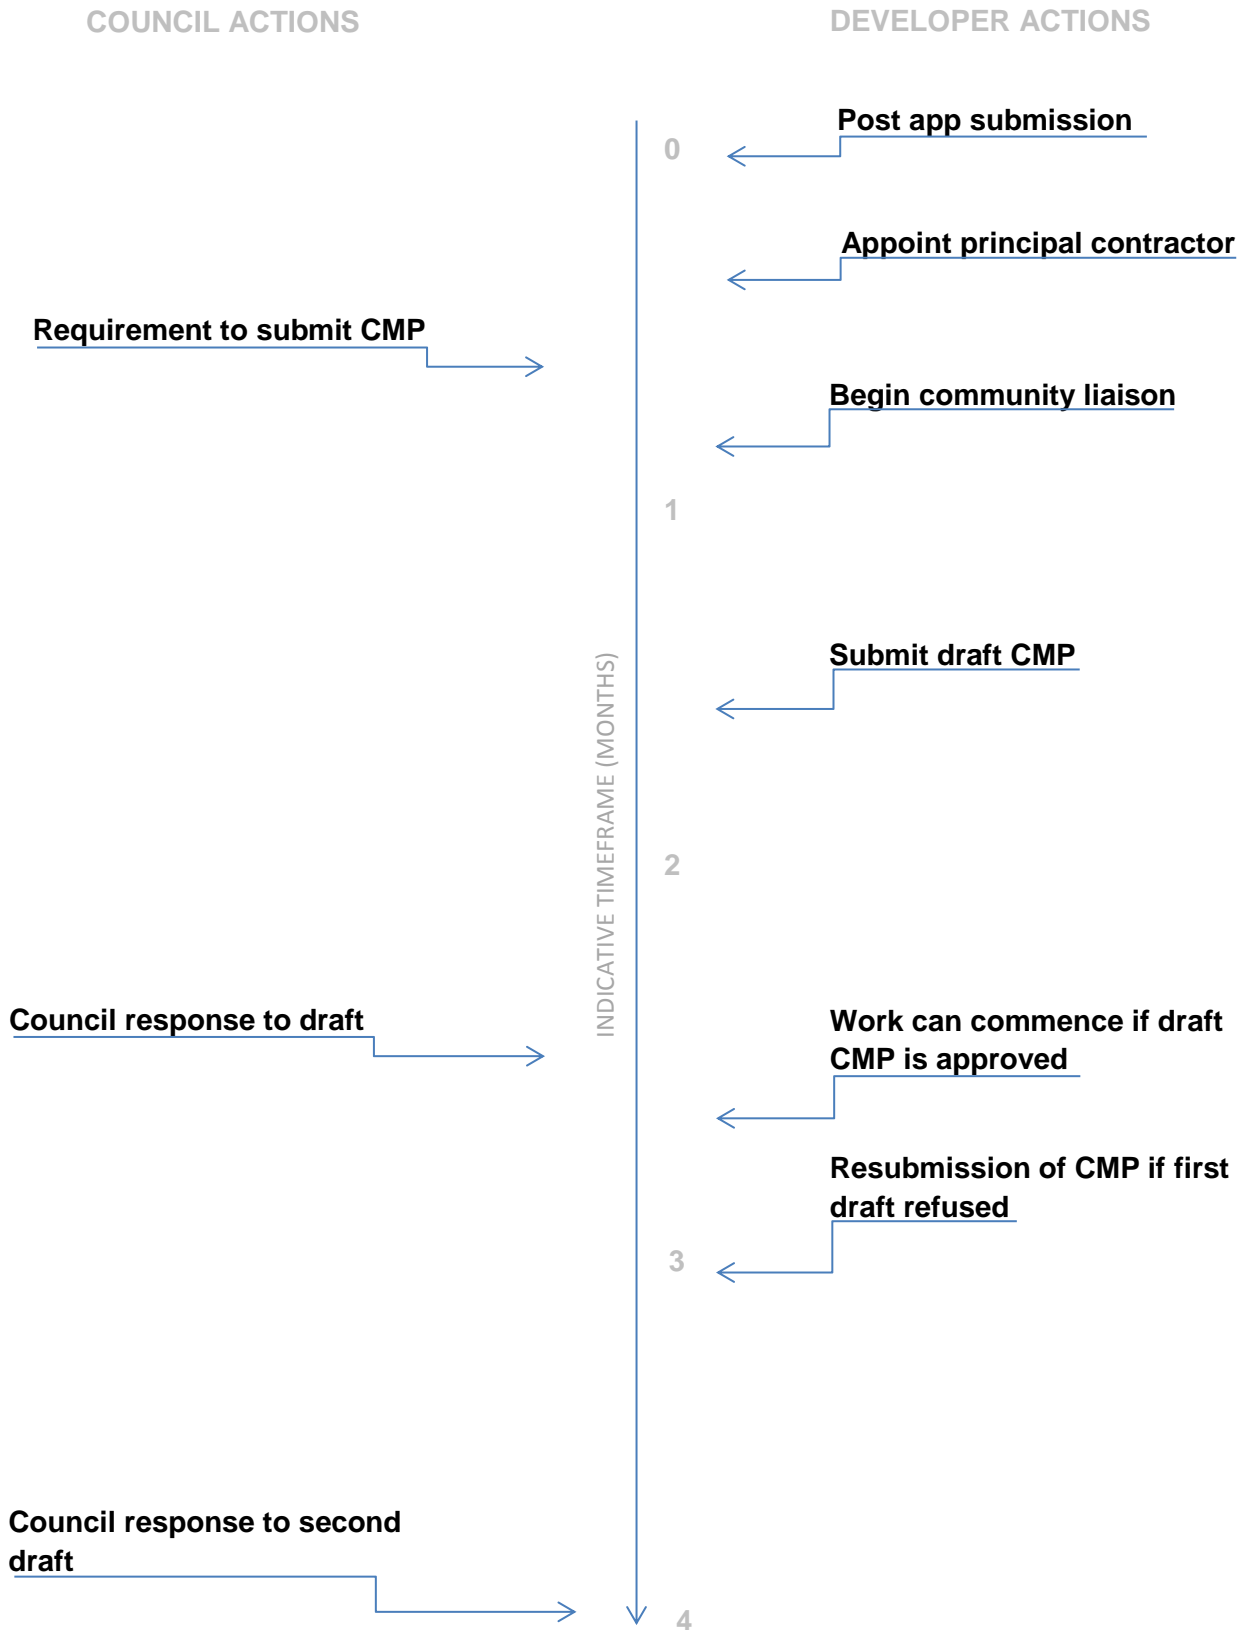 COUNCIL ACTIONS
DEVELOPER ACTIONS
Post app submission
0
Appoint principal contractor
Requirement to submit CMP
Begin community liaison
1
Submit draft CMP
INDICATIVE TIMEFRAME (MONTHS)
2
Council response to draft
Work can commence if draft
CMP is approved
Resubmission of CMP if first
draft refused
3
Council response to second
draft
4